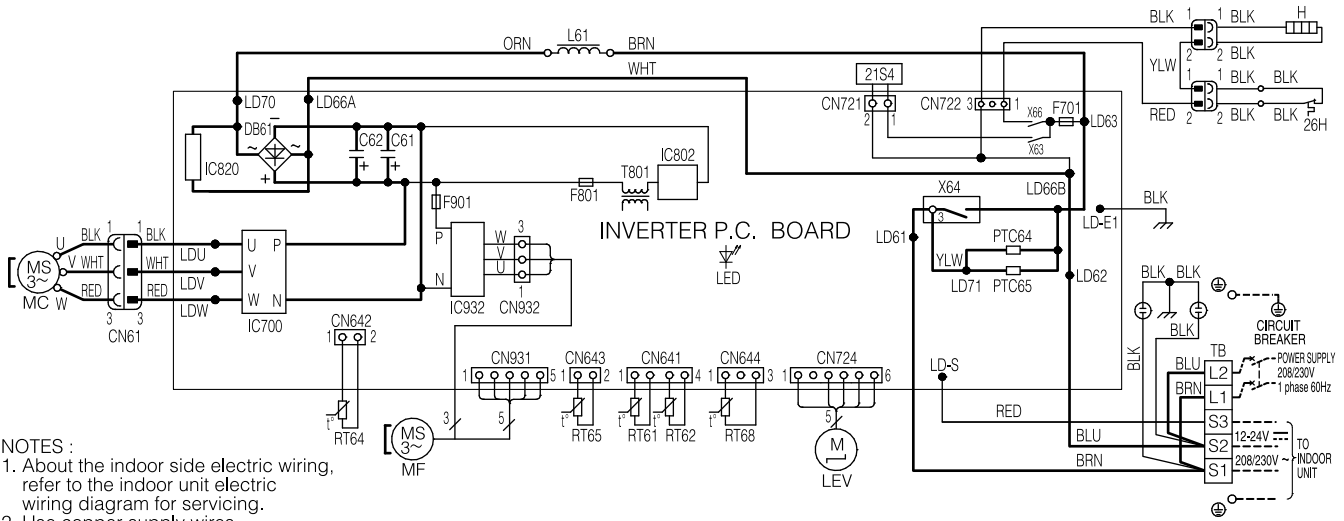 ORN
L61
BRN
WHT
BLK 1 1 BLK H
2 2 BLK
YLW
1 1 BLK BLK
RED 2 2 BLK BLK 26H
21S4
CN721
2 1
CN722 3 1
X66 F701
X63
LD63
LD70 LD66A
DB61
−
~ ~
+
IC820
C62 C61
+ +
F901
F801
T801
IC802
INVERTER P.C. BOARD
LED
X64
3
LD66B
LD61
YLW
PTC64
LD71 PTC65
LD62
LD-E1
BLK
U BLK 1 1 BLK LDU U P
MS 3~ V WHT WHT LDV V
MC W RED RED LDW W N
3 3
CN61
IC700
P
N
IC932
W 3
V
U
1
CN932
CN642
1 2
t°
RT64
CN931
1 5
3 5
MS 3~
MF
CN643
1 2
t°
RT65
CN641
1 4
t° t°
RT61 RT62
CN644
1 3
t°
RT68
CN724
1 6
5
M
LEV
LD-S
RED
BLU
BRN
BLK BLK
BLK
BLK
BLU
BRN
TB
L2
L1
S3
S2
S1
CIRCUIT
BREAKER
POWER SUPPLY
208/230V
1 phase 60Hz
12-24V
208/230V ~
TO
INDOOR
UNIT
NOTES :
1. About the indoor side electric wiring,
refer to the indoor unit electric
wiring diagram for servicing.